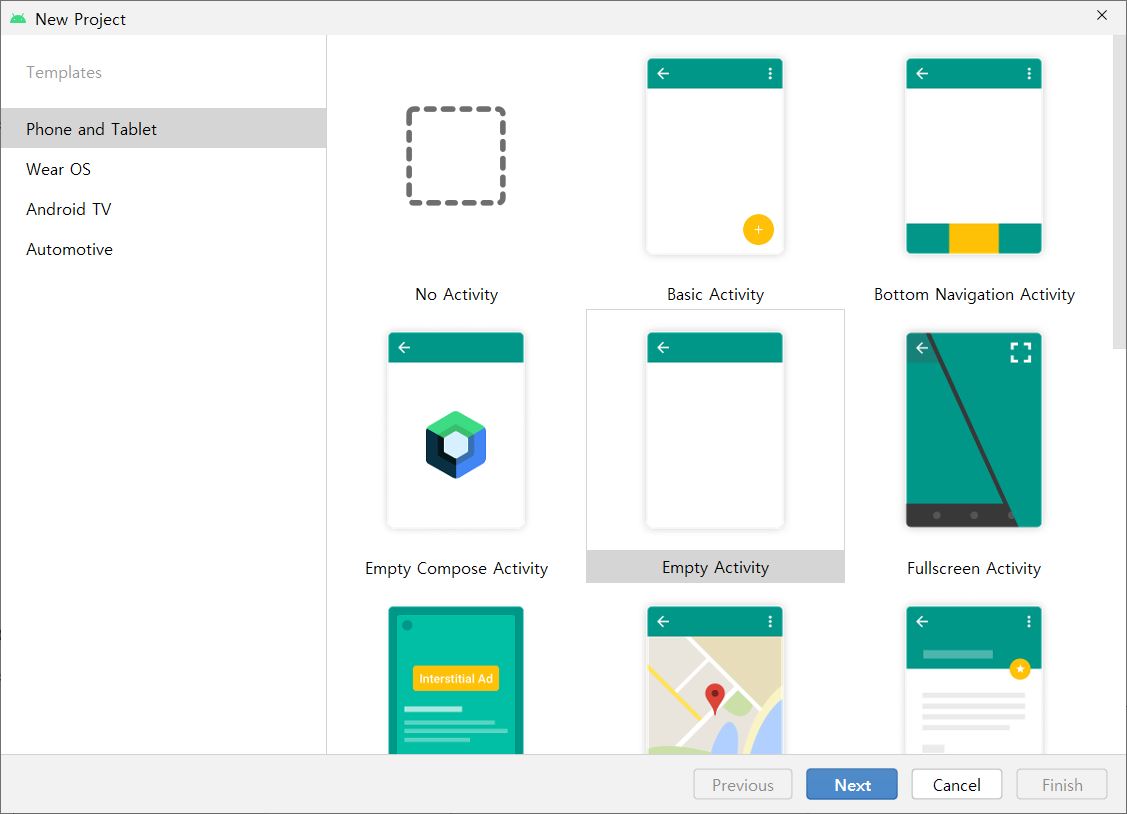 New Project
Templates
Phone and Tablet
Wear OS
Android TV
Automotive
No Activity
Basic Activity
Bottom Navigation Activity
Empty Compose Activity
Empty Activity
Fullscreen Activity
Interstitial Ad
Previous
Next
Cancel
Finish